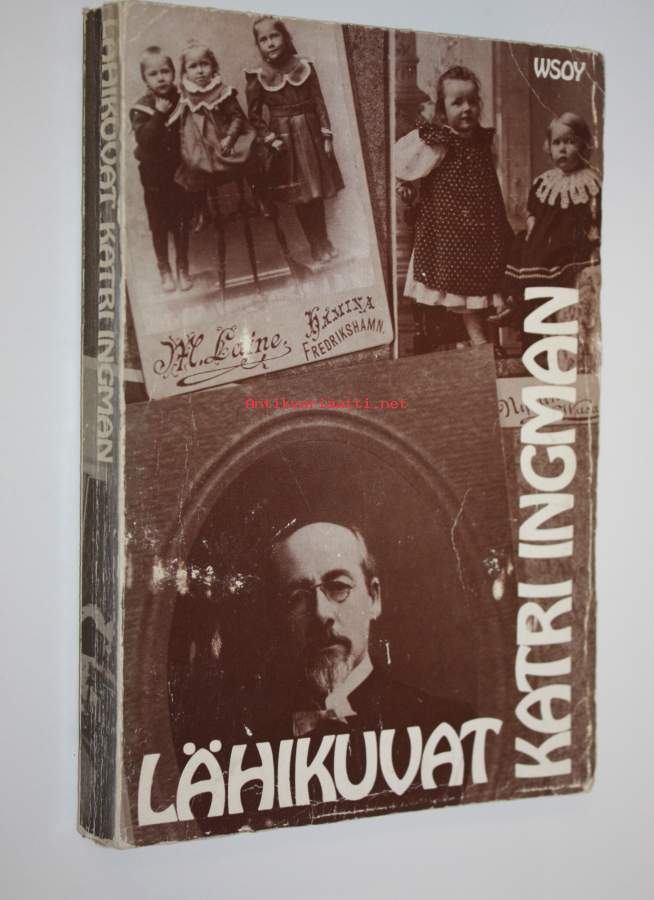 WSOY
M. Laine.
HAMINA
FREDRIKSHAMN.
Antikvariaatti.net
LÄHIKUVAT
KATRI INGMAN
LÄHIKUVAT KATRI INGMAN